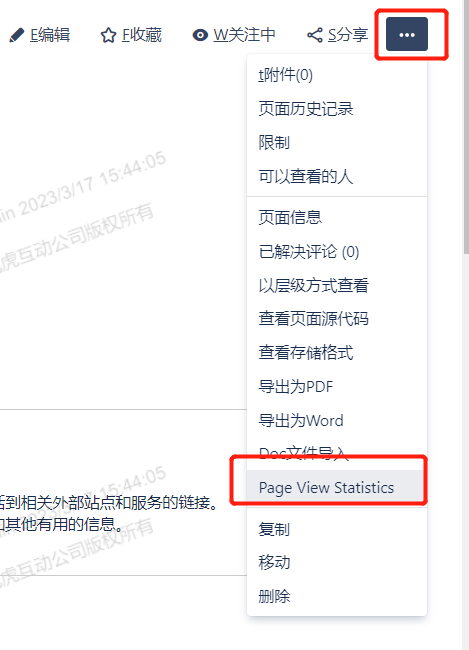 E编辑 F收藏 W关注中 S分享
t附件(0)
页面历史记录
限制
可以查看的人
in 2023/3/17 15:44:05
虎互动公司版权所有
页面信息
已解决评论 (0)
以层级方式查看
查看页面源代码
查看存储格式
导出为PDF
导出为Word
Doc文件导入
Page View Statistics
到相关外部站点和服务的链接。
in 2023/3/17 15:44:05
和其他有用的信息。
虎互动公司版权所有
复制
移动
删除